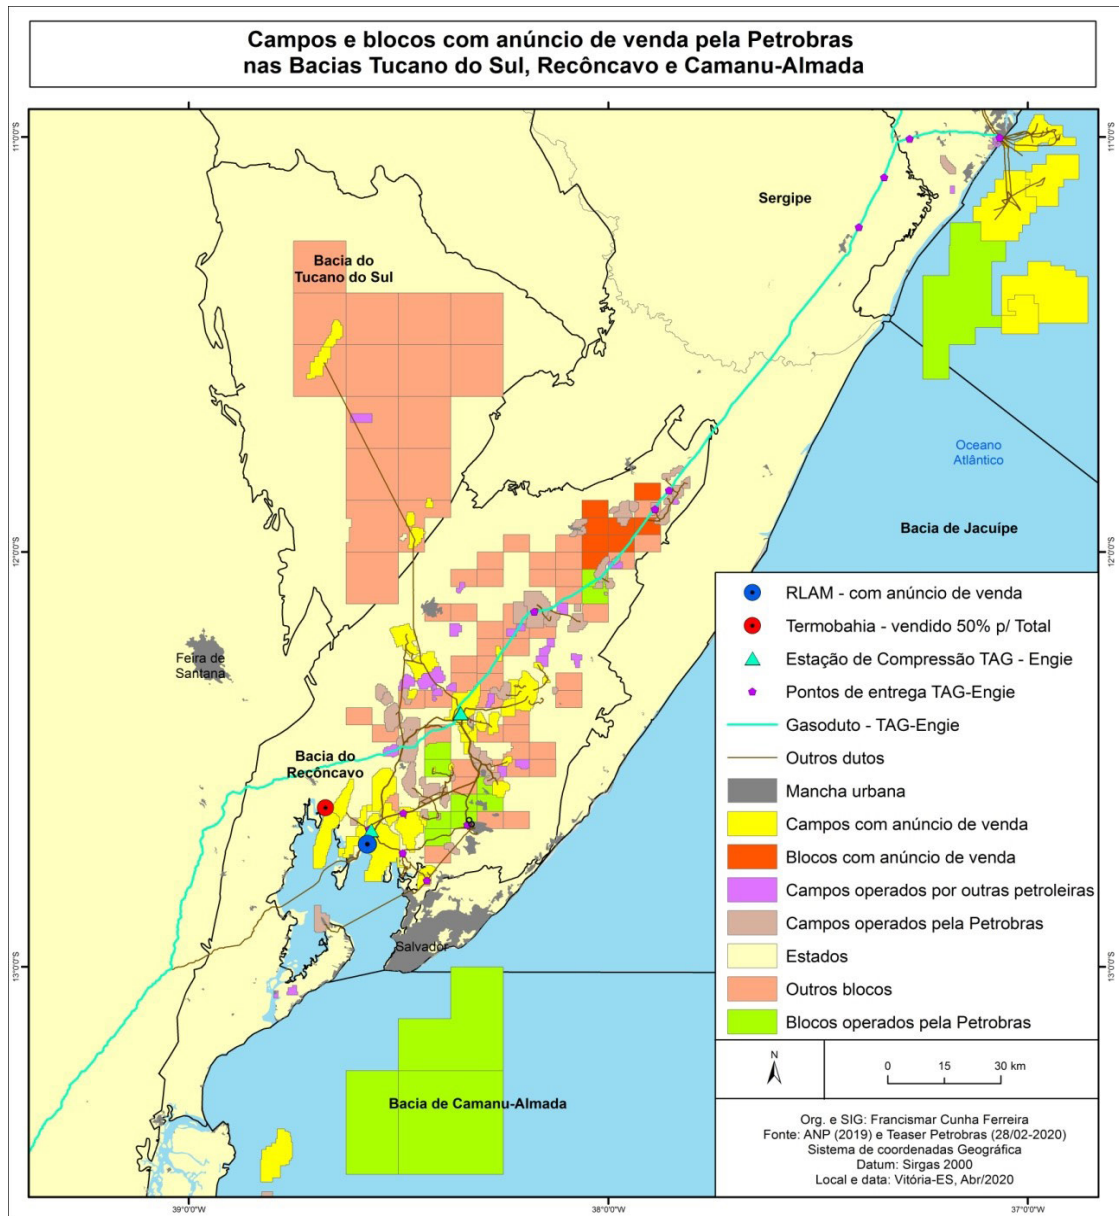 Campos e blocos com anúncio de venda pela Petrobras
nas Bacias Tucano do Sul, Recôncavo e Camanu-Almada
11°0'0"S
11°0'0"S
Sergipe
Bacia do
Tucano do Sul
Oceano
Atlântico
Bacia de Jacuípe
12°0'0"S
12°0'0"S
Feira de
Santana
Bacia do
Recôncavo
Salvador
13°0'0"S
13°0'0"S
Bacia de Camanu-Almada
RLAM - com anúncio de venda
Termobahia - vendido 50% p/ Total
Estação de Compressão TAG - Engie
Pontos de entrega TAG-Engie
Gasoduto - TAG-Engie
Outros dutos
Mancha urbana
Campos com anúncio de venda
Blocos com anúncio de venda
Campos operados por outras petroleiras
Campos operados pela Petrobras
Estados
Outros blocos
Blocos operados pela Petrobras
N
0 15 30 km
Org. e SIG: Francismar Cunha Ferreira
Fonte: ANP (2019) e Teaser Petrobras (28/02-2020)
Sistema de coordenadas Geográfica
Datum: Sirgas 2000
Local e data: Vitória-ES, Abr/2020
39°0'0"W
38°0'0"W
37°0'0"W